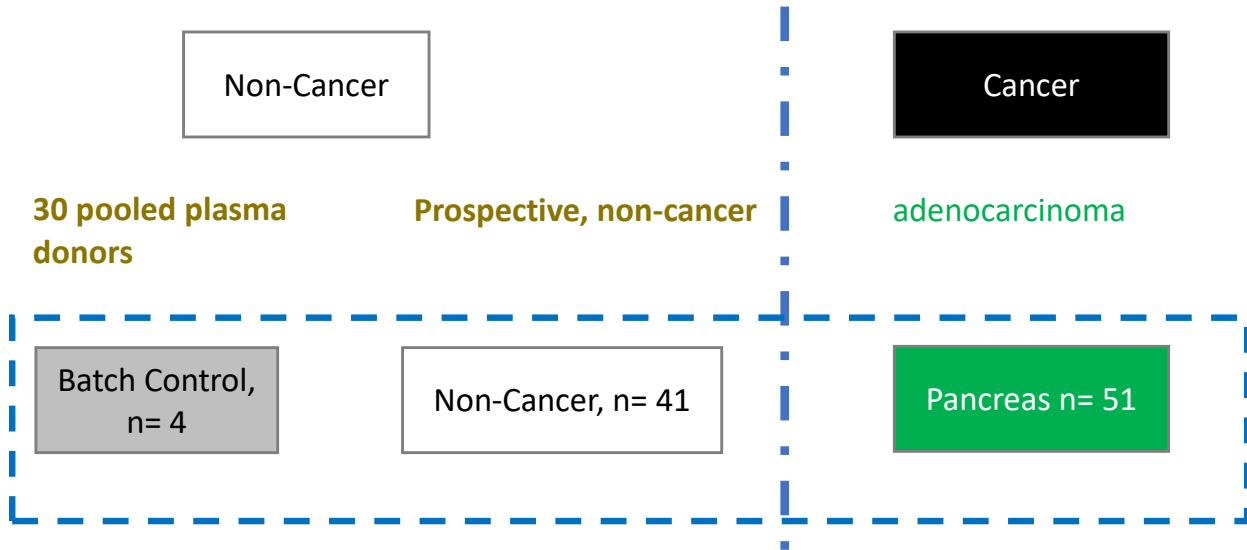 Non-Cancer
Cancer
30 pooled plasma
donors
Prospective, non-cancer
adenocarcinoma
Batch Control,
n= 4
Non-Cancer, n= 41
Pancreas n= 51